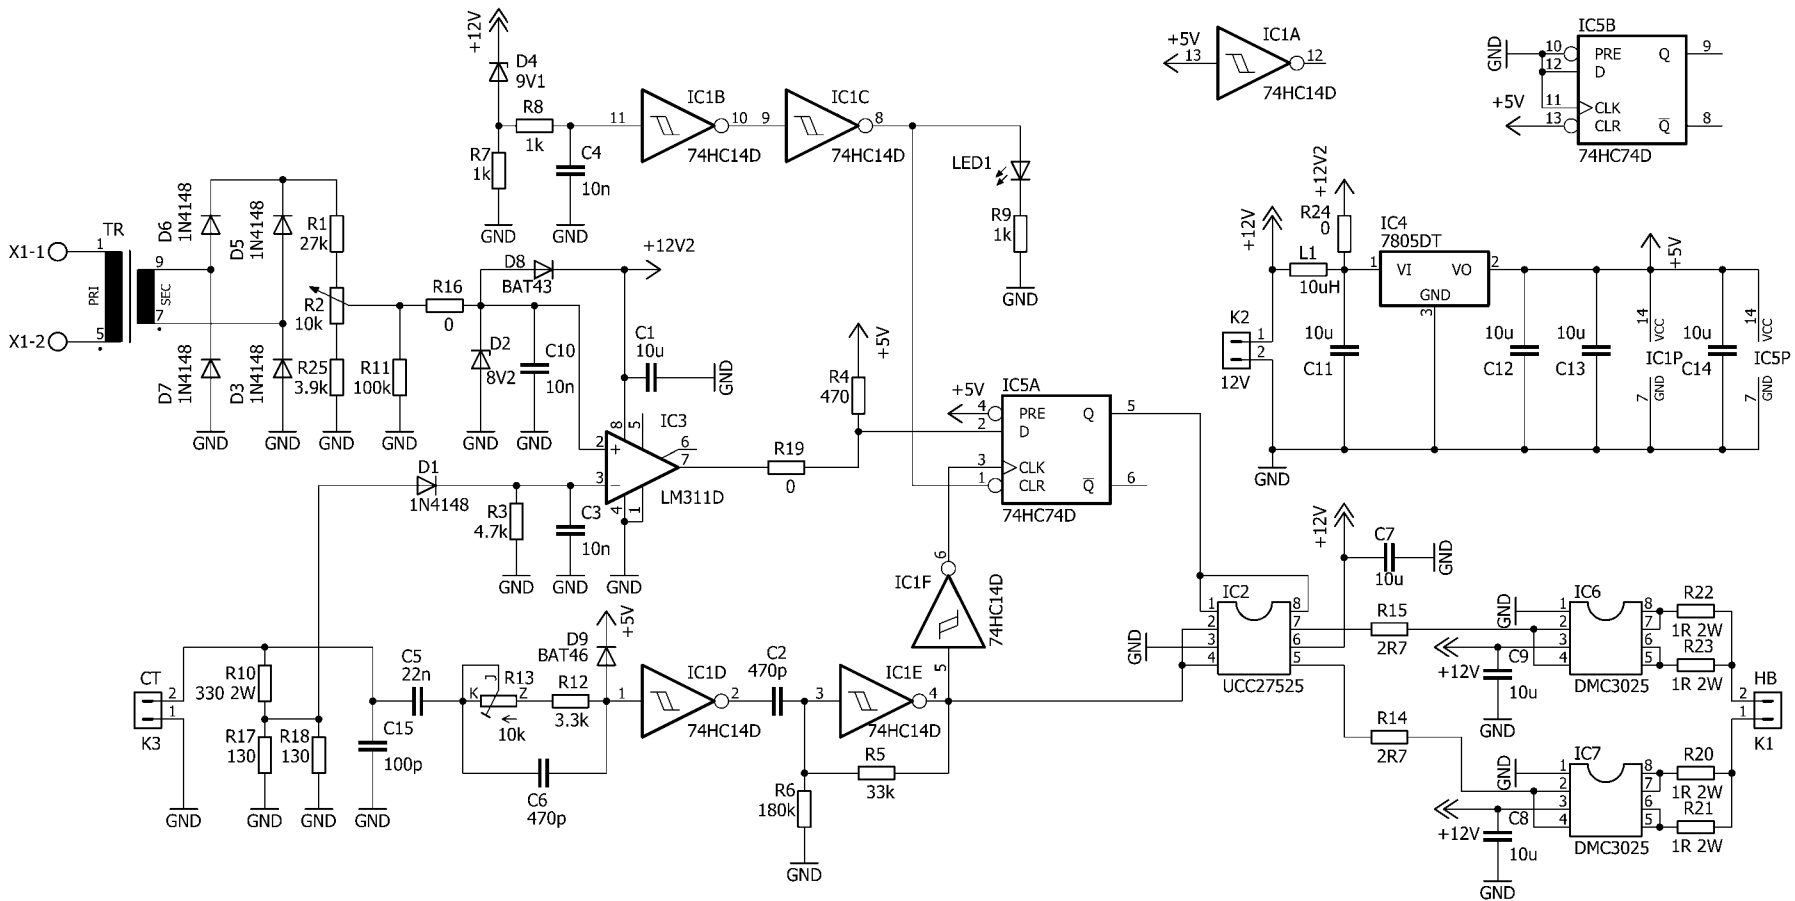 +12V
D4
9V1
R8
1k
R7
1k
C4
10n
GND
GND
11
IC1B
10
74HC14D
9
IC1C
8
74HC14D
LED1
R9
1k
GND
+5V
13
IC1A
12
74HC14D
IC5B
GND
10
PRE
Q
9
12
D
+5V
11
CLK
13
CLR
Q
8
74HC74D
X1-1
X1-2
TR
1
5
PRI
SEC
9
7
D6
1N4148
D5
1N4148
D7
1N4148
D3
1N4148
R1
27k
R2
10k
R25
3.9k
R11
100k
GND
GND
GND
GND
R16
0
D8
BAT43
+12V2
D2
8V2
C10
10n
GND
GND
C1
10u
GND
IC3
8
5
2
+
6
7
3
-
4
1
LM311D
GND
D1
1N4148
R3
4.7k
C3
10n
GND
GND
R19
0
+5V
R4
470
IC5A
+5V
4
PRE
Q
5
2
D
3
CLK
1
CLR
Q
6
74HC74D
6
IC1F
74HC14D
5
+12V
K2
1
2
12V
GND
L1
10uH
+12V2
R24
0
10u
C11
IC4
7805DT
1
VI
VO
2
GND
3
10u
C12
10u
C13
+5V
14
VCC
IC1P
7
GND
10u
C14
14
VCC
IC5P
7
GND
CT
2
1
K3
GND
R10
330 2W
R17
130
R18
130
GND
GND
C15
100p
GND
C5
22n
K
J
R13
Z
10k
R12
3.3k
C6
470p
D9
BAT46
+5V
1
IC1D
2
74HC14D
C2
470p
3
IC1E
4
74HC14D
R5
33k
R6
180k
GND
GND
IC2
1
8
2
7
3
6
4
5
UCC27525
+12V
C7
10u
GND
R15
2R7
R14
2R7
GND
IC6
1
8
2
7
3
6
4
5
DMC3025
+12V
C9
10u
GND
R22
1R 2W
R23
1R 2W
GND
IC7
1
8
2
7
3
6
4
5
DMC3025
+12V
C8
10u
GND
R20
1R 2W
R21
1R 2W
HB
2
1
K1